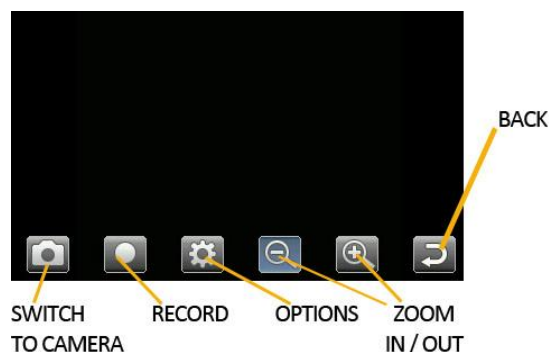 BACK
SWITCH
TO CAMERA
RECORD
OPTIONS
ZOOM
IN / OUT